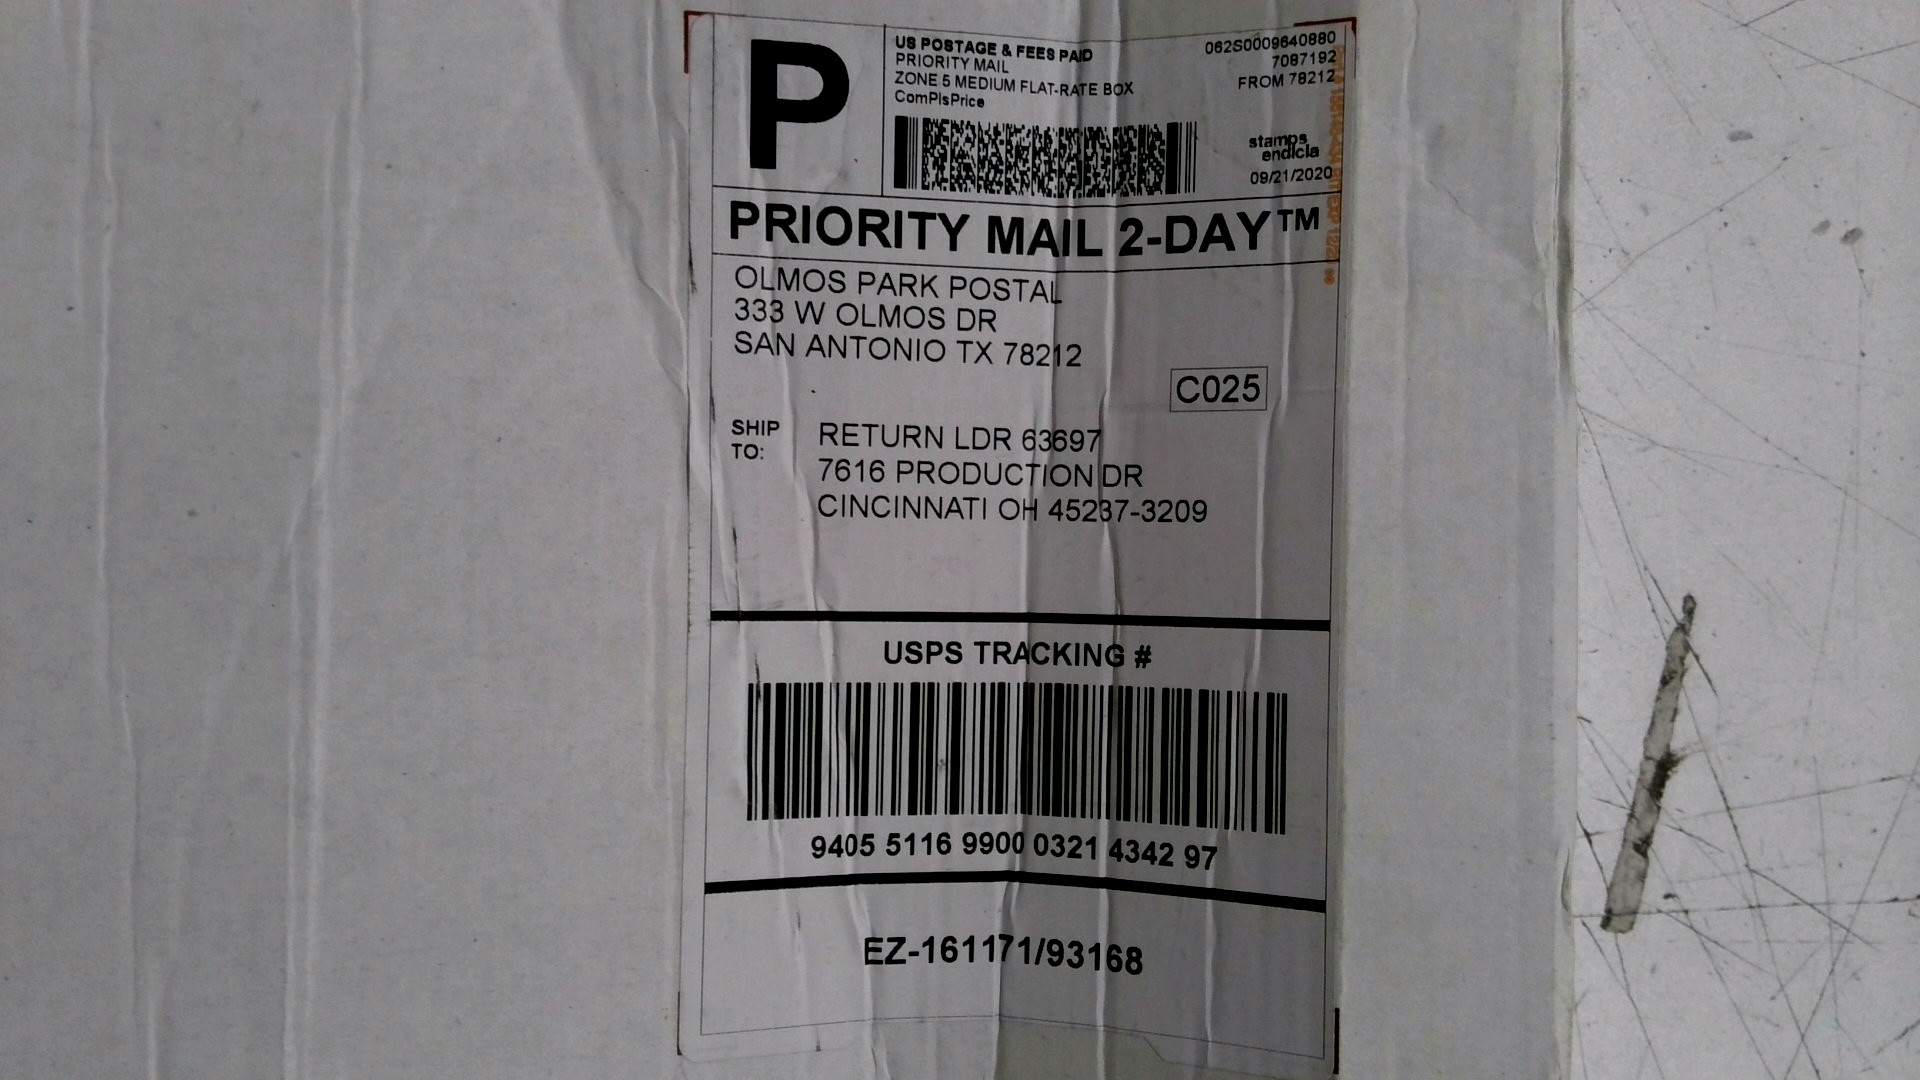 P
US POSTAGE & FEES PAID
PRIORITY MAIL
ZONE 5 MEDIUM FLAT-RATE BOX
ComPlsPrice
062S0009640880
7087192
FROM 78212
stamps
endicia
09/21/2020
PRIORITY MAIL 2-DAY™
OLMOS PARK POSTAL
333 W OLMOS DR
SAN ANTONIO TX 78212
C025
SHIP
TO:
RETURN LDR 63697
7616 PRODUCTION DR
CINCINNATI OH 45237-3209
USPS TRACKING #
9405 5116 9900 0321 4342 97
EZ-161171/93168